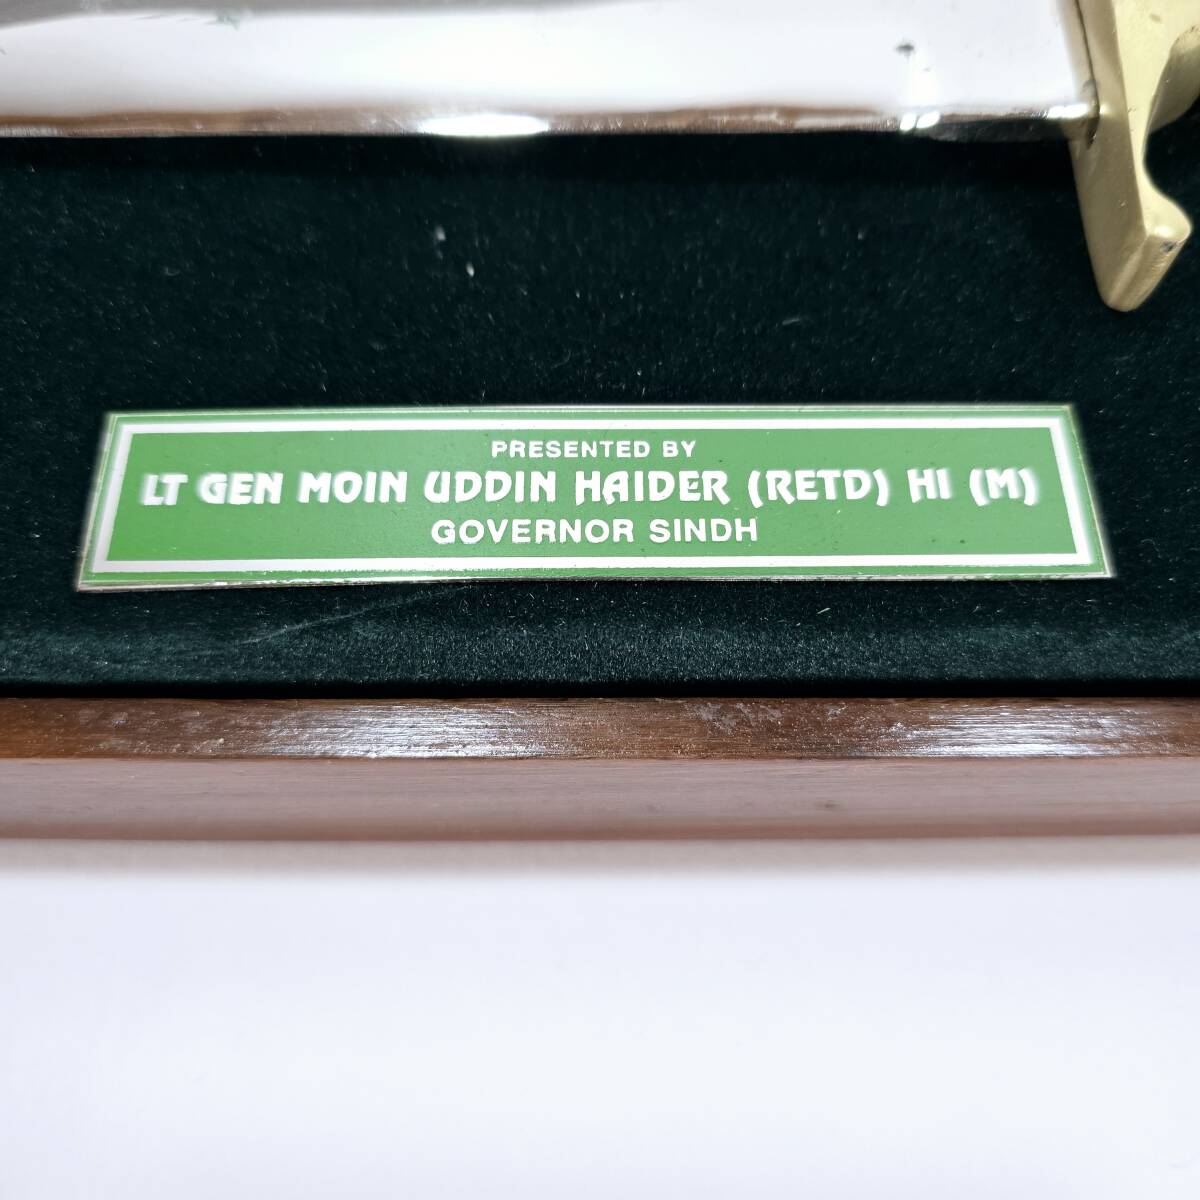 PRESENTED BY
LT GEN MOIN UDDIN HAIDER (RETD) HI (M)
GOVERNOR SINDH